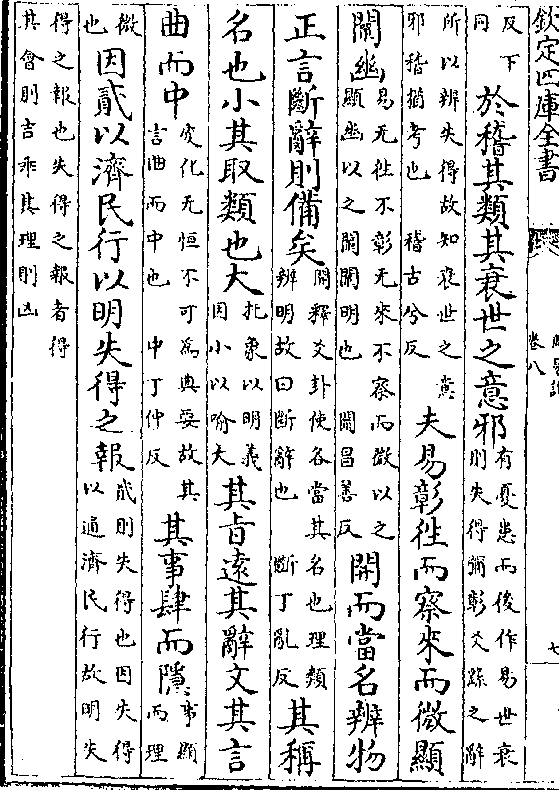 欽定四庫全書
卷八
七
反下
同
於稽其類其衰世之意邪
有憂患而後作易世衰
則失得彌彰爻繇之辭
所以辨失得故知衰世之意
邪稽猶考也 稽古兮反
夫易彰往而察來而微顯
闡幽
易无往不彰无來不察而微以之
顯幽以之闡闡明也 闡昌善反
開而當名辨物
正言斷辭則備矣
開釋爻卦使各當其名也理類
辨明故曰斷辭也 斷丁亂反
其稱
名也小其取類也大
托象以明義
因小以喻大
其旨遠其辭文其言
曲而中
變化无恒不可為典要故其
言曲而中也 中丁仲反
其事肆而隱
事顯
而理
微
也
因貳以濟民行以明失得之報
貳則失得也因失得
以通濟民行故明失
得之報也失得之報者得
其會則吉乖其理則凶